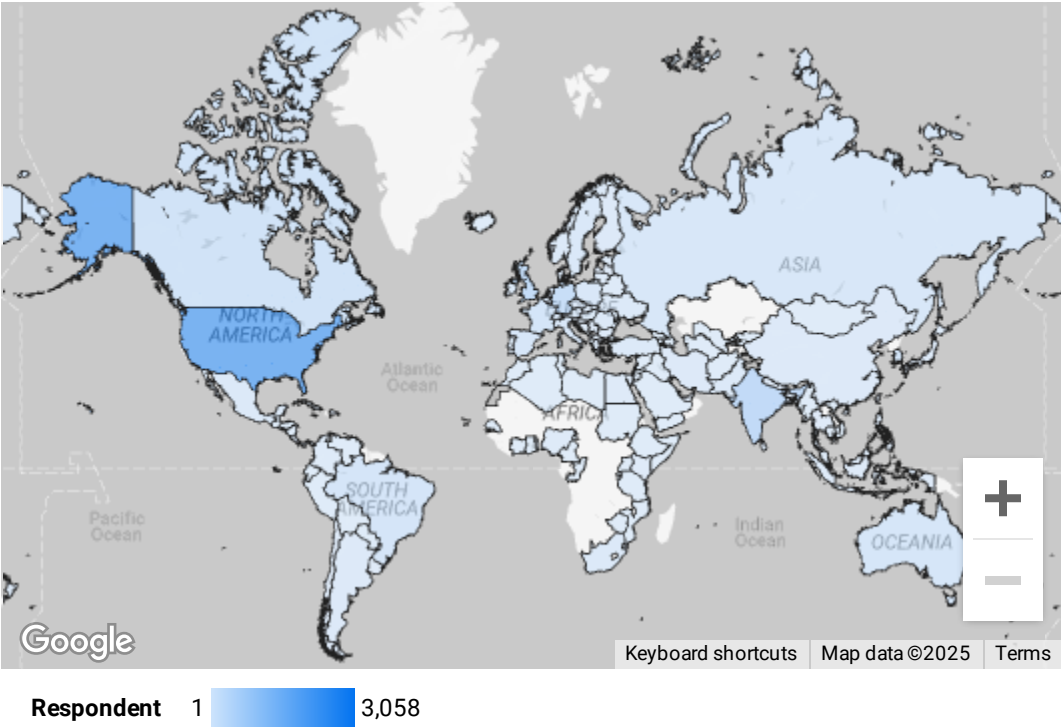 ASIA
EUROPE
NORTH
AMERICA
Atlantic
Ocean
AFRICA
SOUTH
AMERICA
Pacific
Ocean
Indian
Ocean
OCEANIA
+
−
Google
Keyboard shortcuts
Map data ©2025
Terms
Respondent 1 3,058